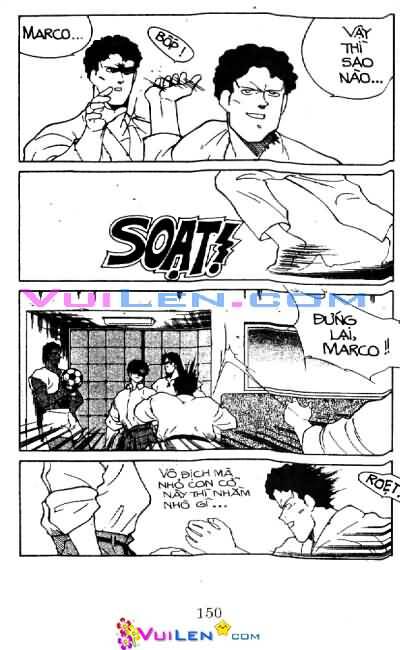 MARCO...
BỐP!
VẬY
THÌ
SAO
NÀO...
SOẠT!
VUILEN.COM
ĐỨNG
LẠI,
MARCO!!
VÔ ĐỊCH MÀ
NHỎ CON CỠ
NÀY THÌ NHẰM
NHÒ GÌ...
ROẸT.
150
VUILEN.COM